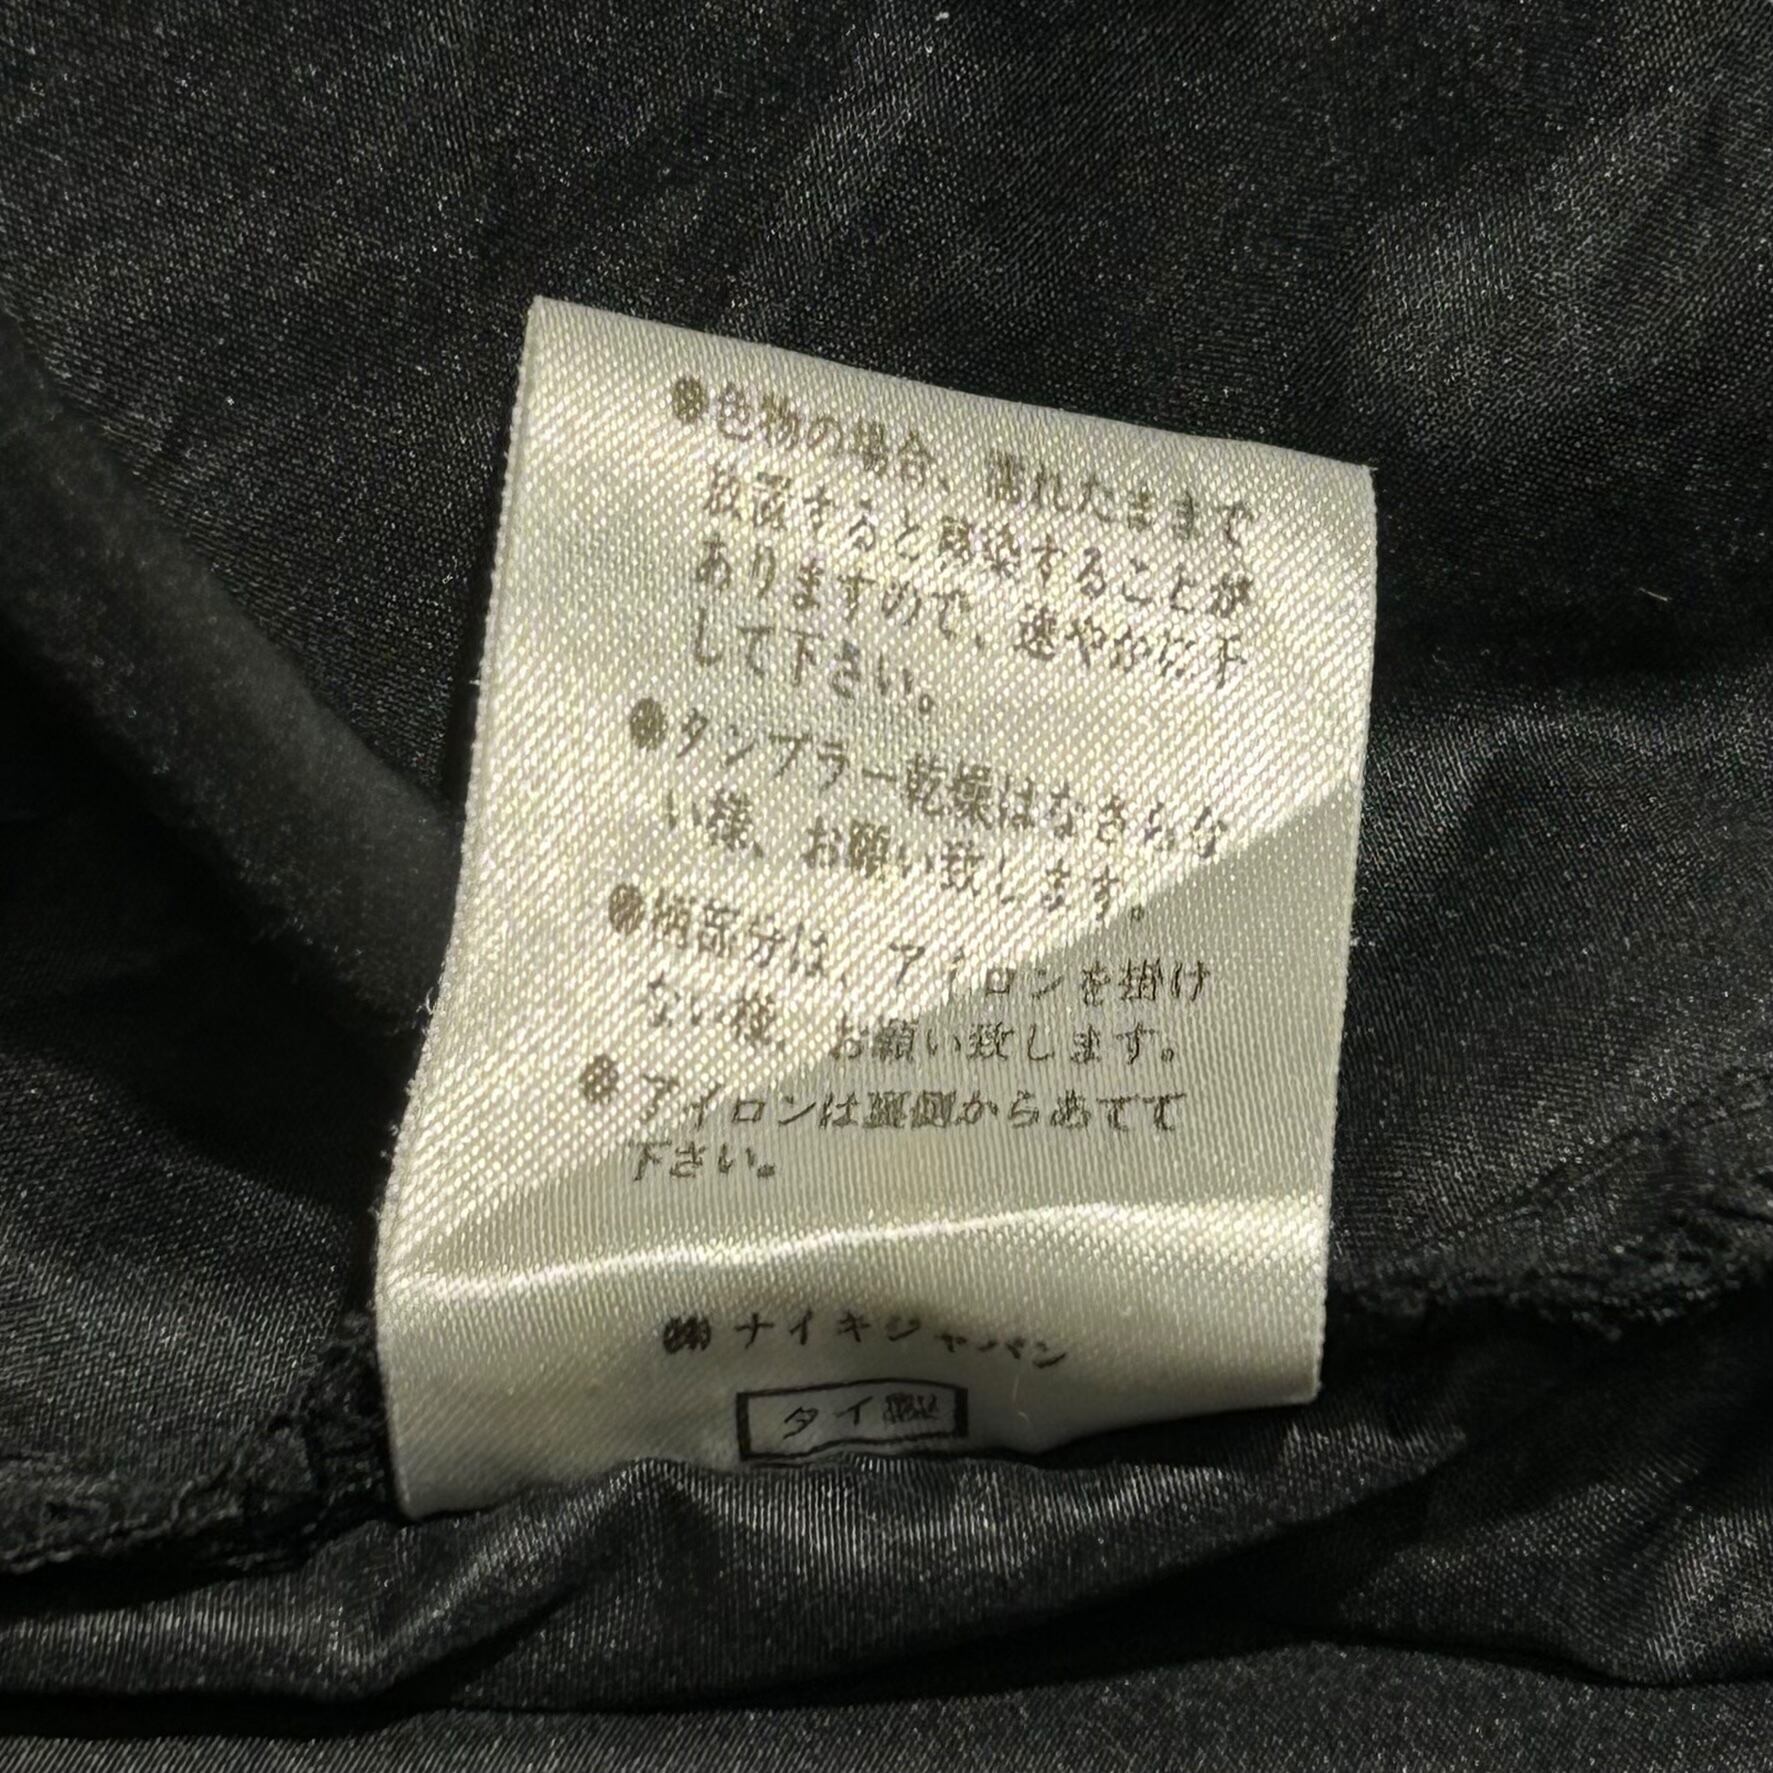 ●色物の場合、濡れたままで
放置すると移染することが
ありますので、速やかに干
して下さい。
●タンブラー乾燥はなさらな
い様、お願い致します。
●柄部分は、アイロンを掛け
ない様、お願い致します。
●アイロンは裏側からあてて
下さい。
㈱ナイキジャパン
タイ製